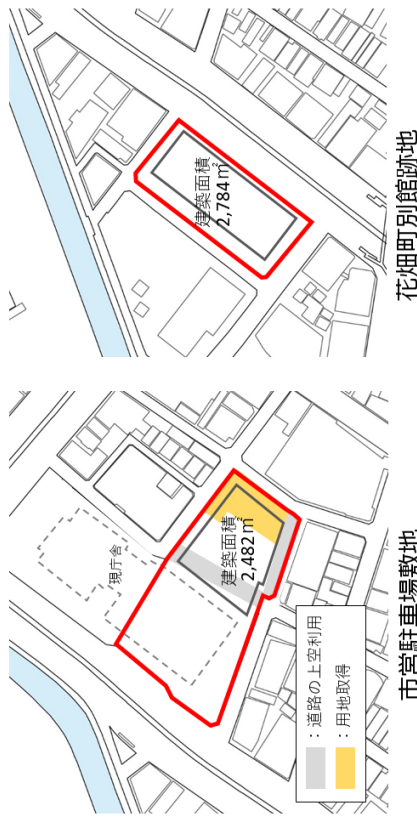 現庁舎
建築面積
2,482㎡
：道路の上空利用
：用地取得
市営駐車場敷地
建築面積
2,784㎡
花畑町別館跡地